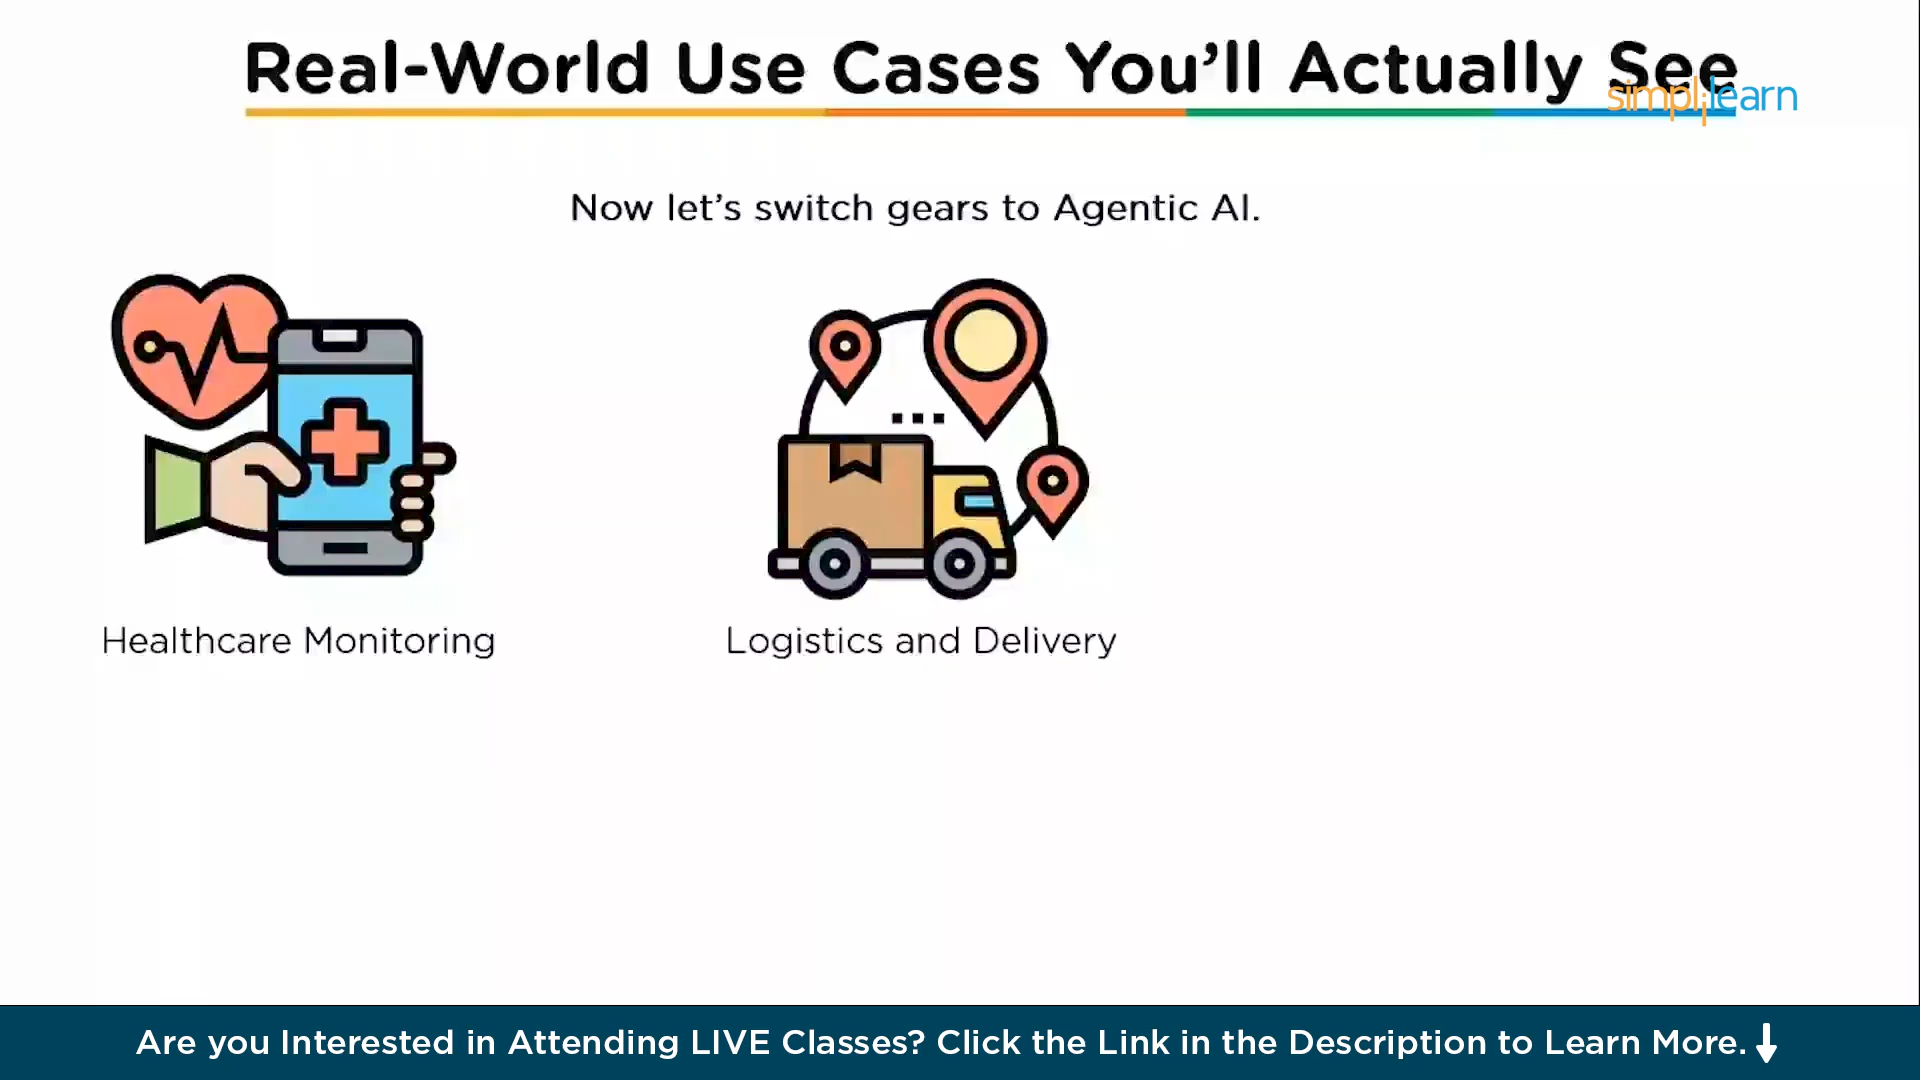 Real-World Use Cases You'll Actually See
simplilearn
Now let's switch gears to Agentic AI.
Healthcare Monitoring
Logistics and Delivery
Are you Interested in Attending LIVE Classes? Click the Link in the Description to Learn More.